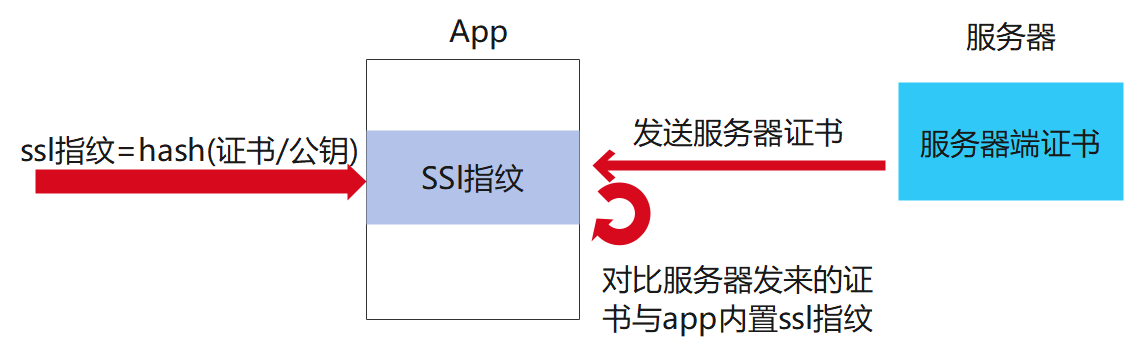 App
服务器
ssl指纹=hash(证书/公钥)
SSI指纹
发送服务器证书
服务器端证书
对比服务器发来的证
书与app内置ssl指纹